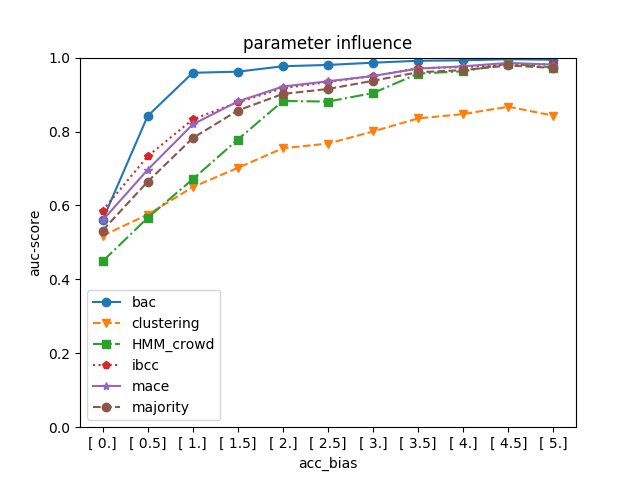 parameter influence
1.0
0.8
0.6
0.4
0.2
0.0
auc-score
bac
clustering
HMM_crowd
ibcc
mace
majority
[ 0.] [ 0.5] [ 1.] [ 1.5] [ 2.] [ 2.5] [ 3.] [ 3.5] [ 4.] [ 4.5] [ 5.]
acc_bias